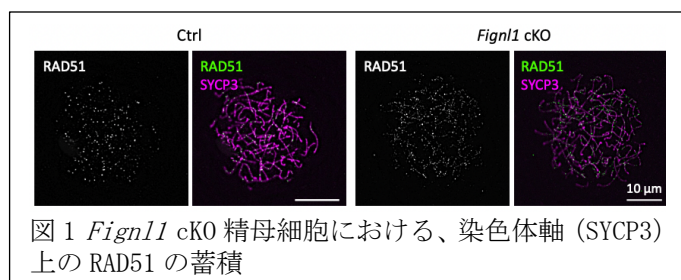 Ctrl
Fignl1 cKO
RAD51
RAD51
SYCP3
RAD51
RAD51
SYCP3
10 μm
図 1 Fignl1 cKO 精母細胞における、染色体軸（SYCP3）
上の RAD51 の蓄積